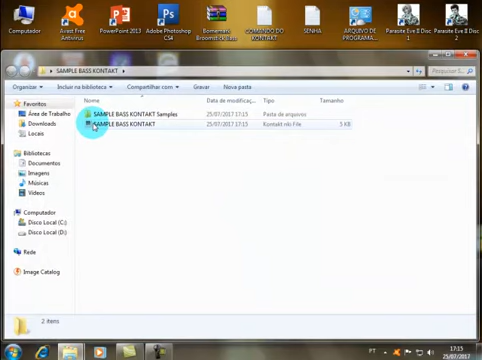 Computador
Avast Free
Antivirus
PowerPoint 2013
Adobe Photoshop
CS4
Broomstick Bass
COMENDO DO
KONTAKT
SENHA
ARQUIVO DE
PROGRAMA...
Parasite Eve II Disc
1
Parasite Eve II Disc
2
SAMPLE BASS KONTAKT
Pesquisar S...
Organizar
Incluir na biblioteca
Compartilhar com
Gravar
Nova pasta
Nome
Data de modificaç...
Tipo
Tamanho
SAMPLE BASS KONTAKT Samples
25/07/2017 17:15
Pasta de arquivos
SAMPLE BASS KONTAKT
25/07/2017 17:15
Kontakt nki File
5 KB
Favoritos
Área de Trabalho
Downloads
Locais
Bibliotecas
Documentos
Imagens
Músicas
Vídeos
Computador
Disco Local (C:)
Disco Local (D:)
Rede
Image Catalog
2 itens
PT
17:15
25/07/2017